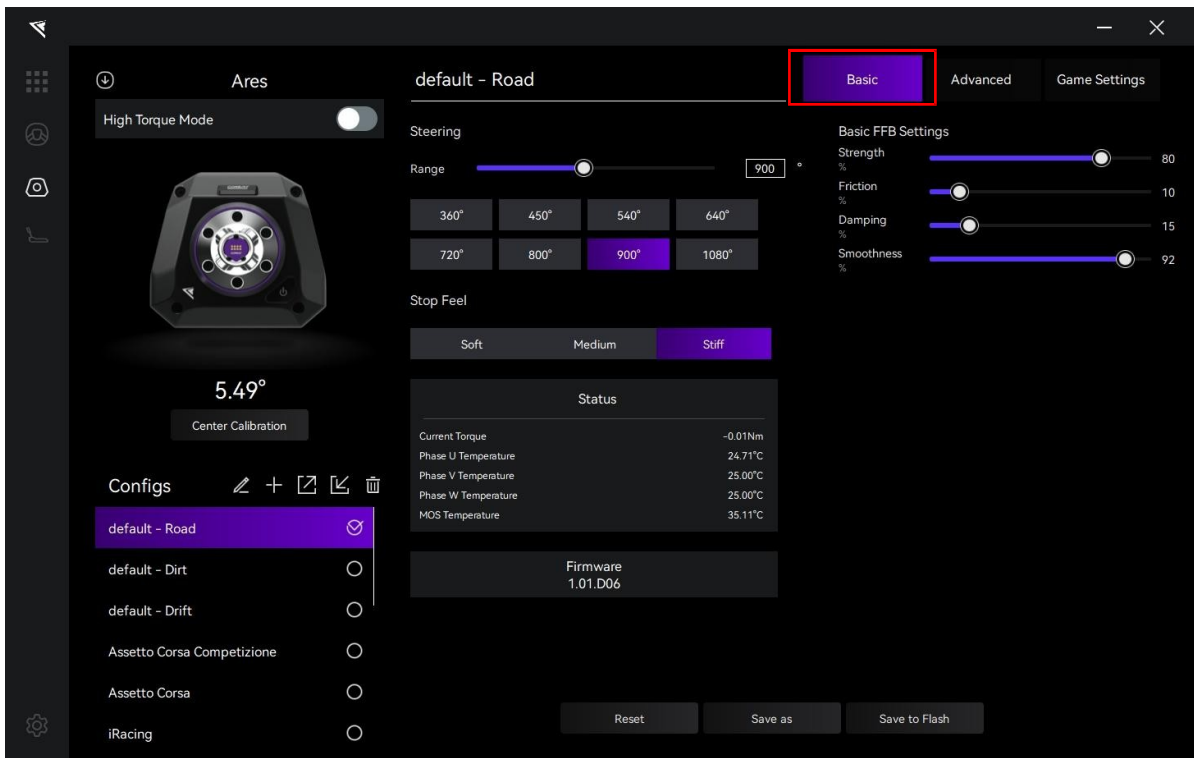 Ares
High Torque Mode
5.49°
Center Calibration
Configs
default - Road
default - Dirt
default - Drift
Assetto Corsa Competizione
Assetto Corsa
iRacing
default - Road
Basic
Advanced
Game Settings
Steering
Range
900 °
360° 450° 540° 640°
720° 800° 900° 1080°
Stop Feel
Soft Medium Stiff
Status
Current Torque -0.01Nm
Phase U Temperature 24.71°C
Phase V Temperature 25.00°C
Phase W Temperature 25.00°C
MOS Temperature 35.11°C
Firmware
1.01.D06
Basic FFB Settings
Strength
% 80
Friction
% 10
Damping
% 15
Smoothness
% 92
Reset Save as Save to Flash